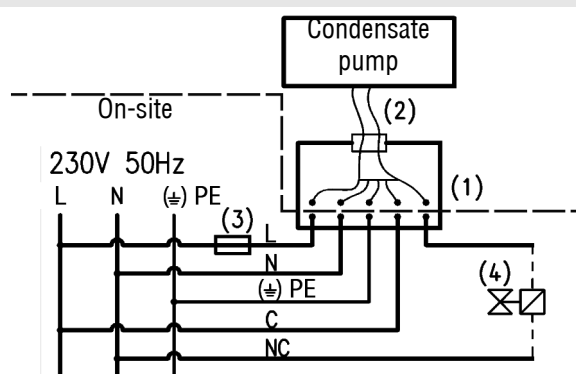 Condensate
pump
(2)
On-site
230V 50Hz
L N ⏚ PE
(1)
(3)
L
N
⏚ PE
(4)
C
NC